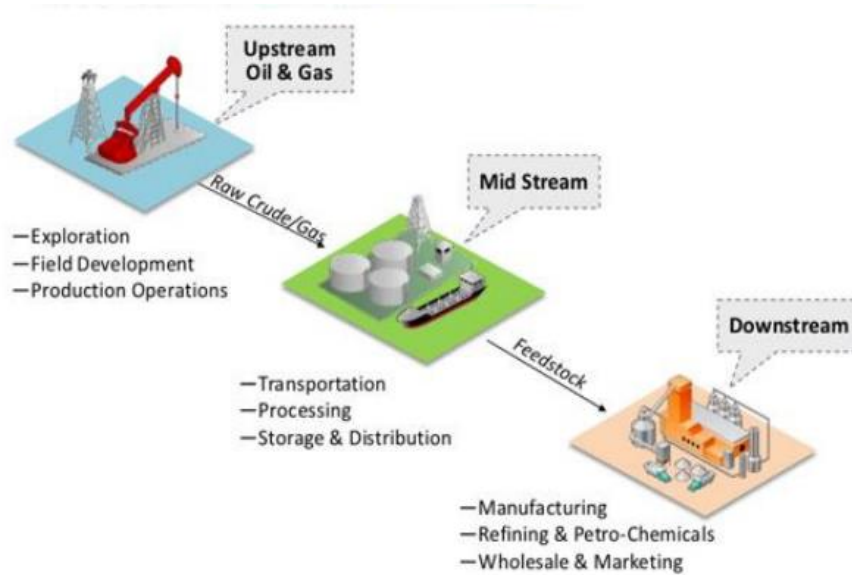 Upstream
Oil & Gas
Raw Crude/Gas
Mid Stream
—Exploration
—Field Development
—Production Operations
Feedstock
Downstream
—Transportation
—Processing
—Storage & Distribution
—Manufacturing
—Refining & Petro-Chemicals
—Wholesale & Marketing